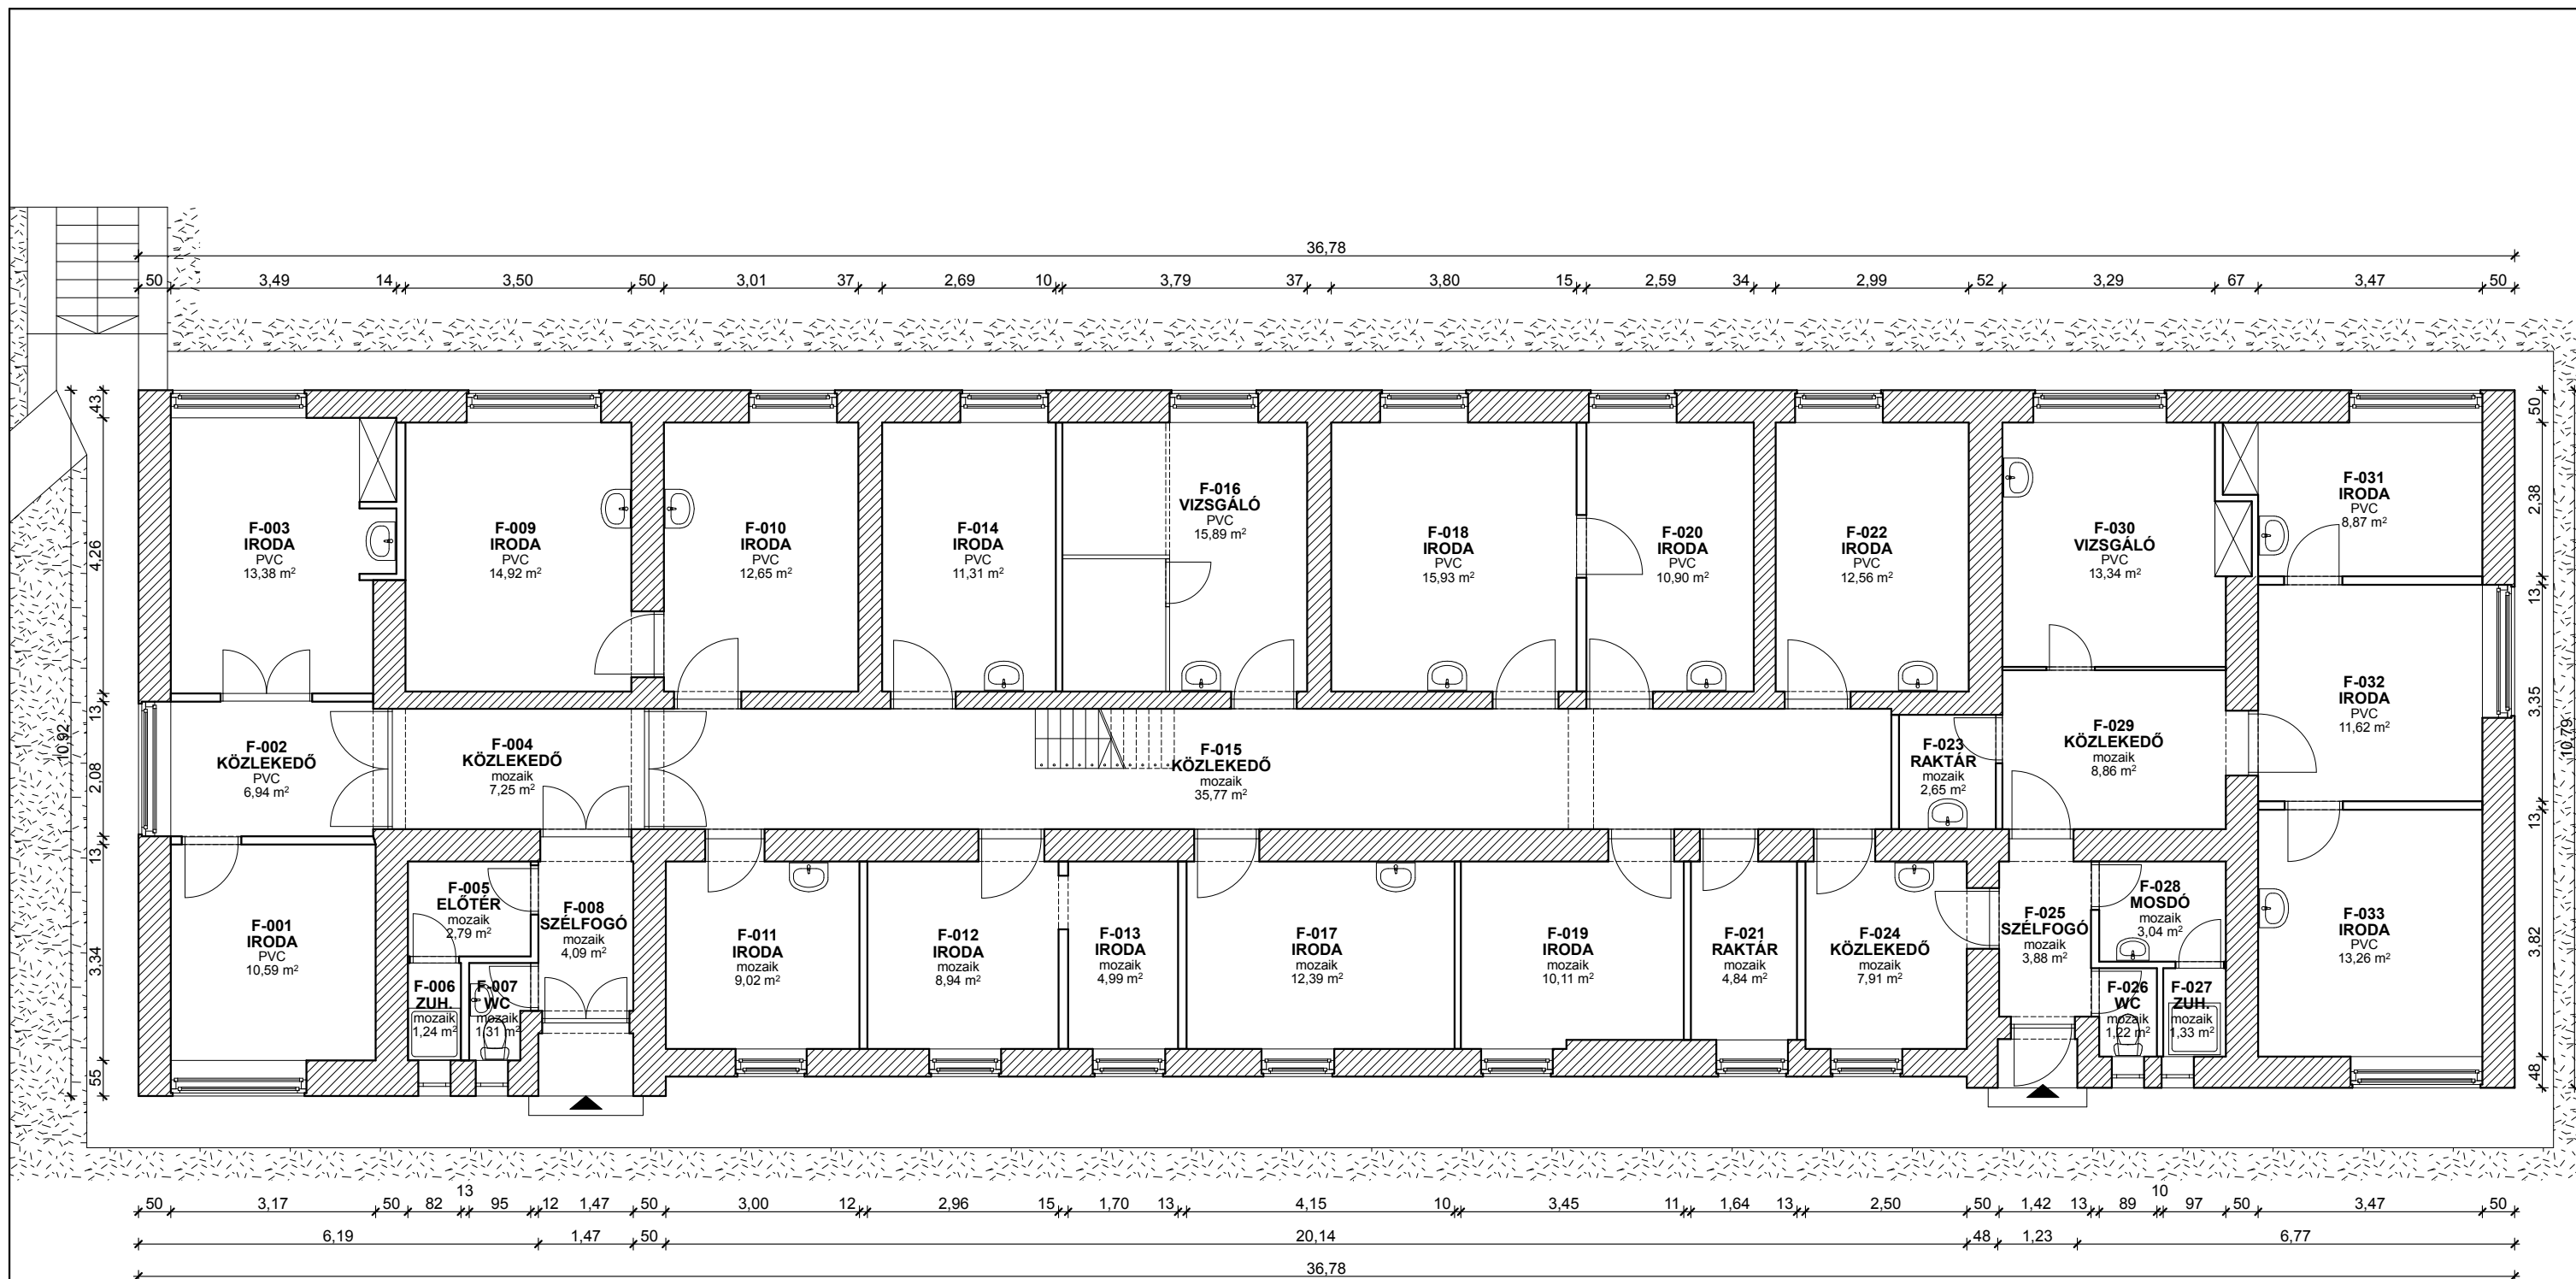 36,78
50 3,49 14 3,50 50 3,01 37 2,69 10 3,79 37 3,80 15 2,59 34 2,99 52 3,29 67 3,47 50
43
4,26
13
2,08
13
3,34
55
10,92
50
2,38
13
3,35
13
3,82
48
10,79
F-003
IRODA
PVC
13,38 m²
F-009
IRODA
PVC
14,92 m²
F-010
IRODA
PVC
12,65 m²
F-014
IRODA
PVC
11,31 m²
F-016
VIZSGÁLÓ
PVC
15,89 m²
F-018
IRODA
PVC
15,93 m²
F-020
IRODA
PVC
10,90 m²
F-022
IRODA
PVC
12,56 m²
F-030
VIZSGÁLÓ
PVC
13,34 m²
F-031
IRODA
PVC
8,87 m²
F-002
KÖZLEKEDŐ
PVC
6,94 m²
F-004
KÖZLEKEDŐ
mozaik
7,25 m²
F-015
KÖZLEKEDŐ
mozaik
35,77 m²
F-023
RAKTÁR
mozaik
2,65 m²
F-029
KÖZLEKEDŐ
mozaik
8,86 m²
F-032
IRODA
PVC
11,62 m²
F-001
IRODA
PVC
10,59 m²
F-005
ELŐTÉR
mozaik
2,79 m²
F-006
ZUH.
mozaik
1,24 m²
F-007
WC
mozaik
1,31 m²
F-008
SZÉLFOGÓ
mozaik
4,09 m²
F-011
IRODA
mozaik
9,02 m²
F-012
IRODA
mozaik
8,94 m²
F-013
IRODA
mozaik
4,99 m²
F-017
IRODA
mozaik
12,39 m²
F-019
IRODA
mozaik
10,11 m²
F-021
RAKTÁR
mozaik
4,84 m²
F-024
KÖZLEKEDŐ
mozaik
7,91 m²
F-025
SZÉLFOGÓ
mozaik
3,88 m²
F-028
MOSDÓ
mozaik
3,04 m²
F-026
WC
mozaik
1,22 m²
F-027
ZUH.
mozaik
1,33 m²
F-033
IRODA
PVC
13,26 m²
50 3,17 50 82 13 95 12 1,47 50 3,00 12 2,96 15 1,70 13 4,15 10 3,45 11 1,64 13 2,50 50 1,42 13 89 10 97 50 3,47 50
6,19 1,47 50 20,14 48 1,23 6,77
36,78